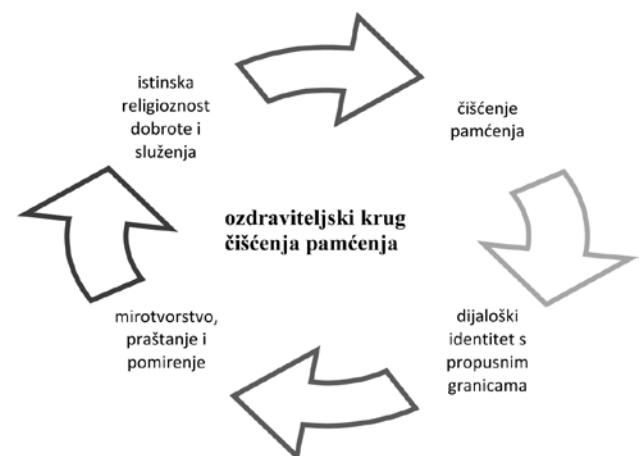 istinska
religioznost
dobrote i
služenja
čišćenje
pamćenja
ozdraviteljski krug
čišćenja pamćenja
mirotvorstvo,
praštanje i
pomirenje
dijaloški
identitet s
propusnim
granicama